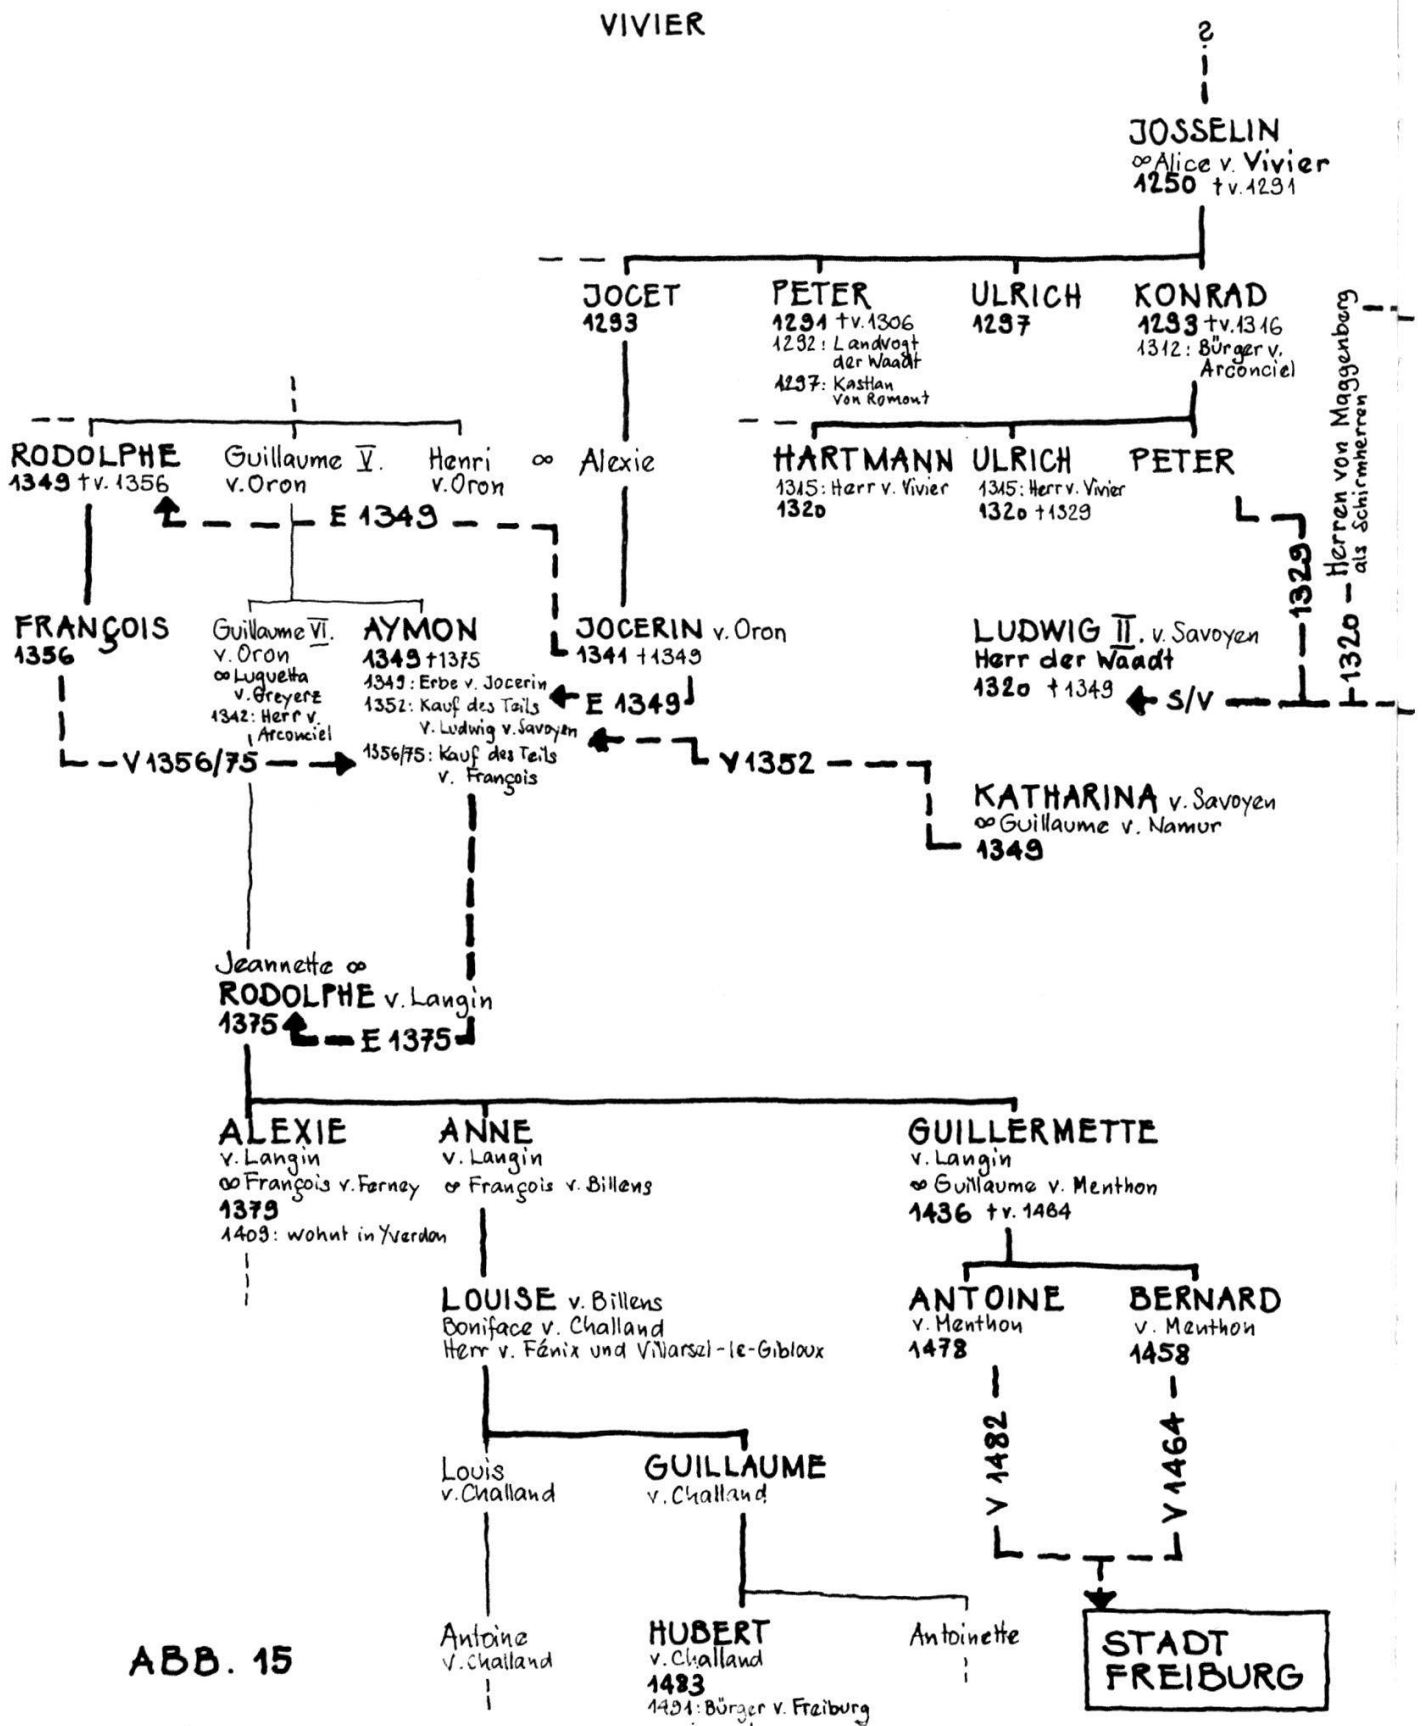 VIVIER
?
JOSSELIN
∞ Alice v. Vivier
1250 † v. 1291
JOCET
1293
PETER
1291 † v. 1306
1292: Landvogt
der Waadt
1297: Kastlan
von Romont
ULRICH
1297
KONRAD
1293 † v. 1316
1312: Bürger v.
Arconciel
Herren von Maggenberg
als Schirmherren
RODOLPHE
1349 † v. 1356
Guillaume V.
v. Oron
Henri
v. Oron
∞
Alexie
HARTMANN
1315: Herr v. Vivier
1320
ULRICH
1315: Herr v. Vivier
1320 † 1329
PETER
E 1349
1329
1320
FRANÇOIS
1356
Guillaume VI.
v. Oron
∞ Luquetta
v. Greyerz
1342: Herr v.
Arconciel
AYMON
1349 † 1375
1349: Erbe v. Jocerin
1352: Kauf des Teils
v. Ludwig v. Savoyen
1356/75: Kauf des Teils
v. François
JOCERIN v. Oron
1341 † 1349
E 1349
LUDWIG II. v. Savoyen
Herr der Waadt
1320 † 1349
S/V
V 1356/75
V 1352
KATHARINA v. Savoyen
∞ Guillaume v. Namur
1349
Jeannette ∞
RODOLPHE v. Langin
1375
E 1375
ALEXIE
v. Langin
∞ François v. Ferney
1379
1409: wohnt in Yverdon
ANNE
v. Langin
∞ François v. Billens
GUILLERMETTE
v. Langin
∞ Guillaume v. Menthon
1436 † v. 1464
LOUISE v. Billens
Boniface v. Challand
Herr v. Fénix und Villarsel-le-Gibloux
ANTOINE
v. Menthon
1478
BERNARD
v. Menthon
1458
V 1482
V 1464
Louis
v. Challand
GUILLAUME
v. Challand
Antoine
v. Challand
HUBERT
v. Challand
1483
1491: Bürger v. Freiburg
Antoinette
STADT
FREIBURG
ABB. 15